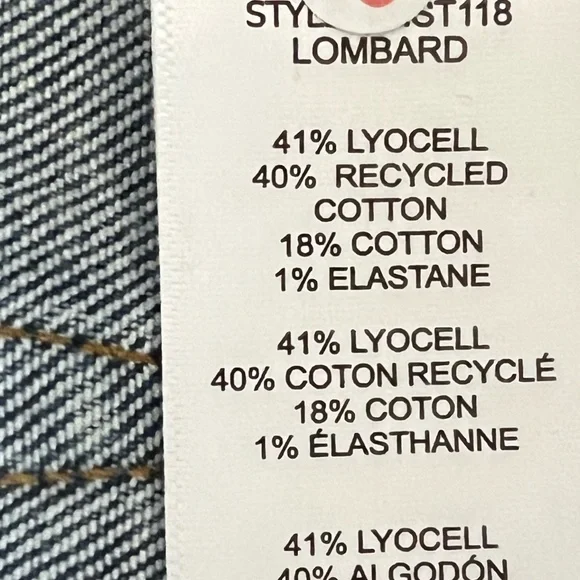 ST118
LOMBARD
41% LYOCELL
40% RECYCLED
COTTON
18% COTTON
1% ELASTANE
41% LYOCELL
40% COTON RECYCLÉ
18% COTON
1% ÉLASTHANNE
41% LYOCELL
40% ALGODÓN